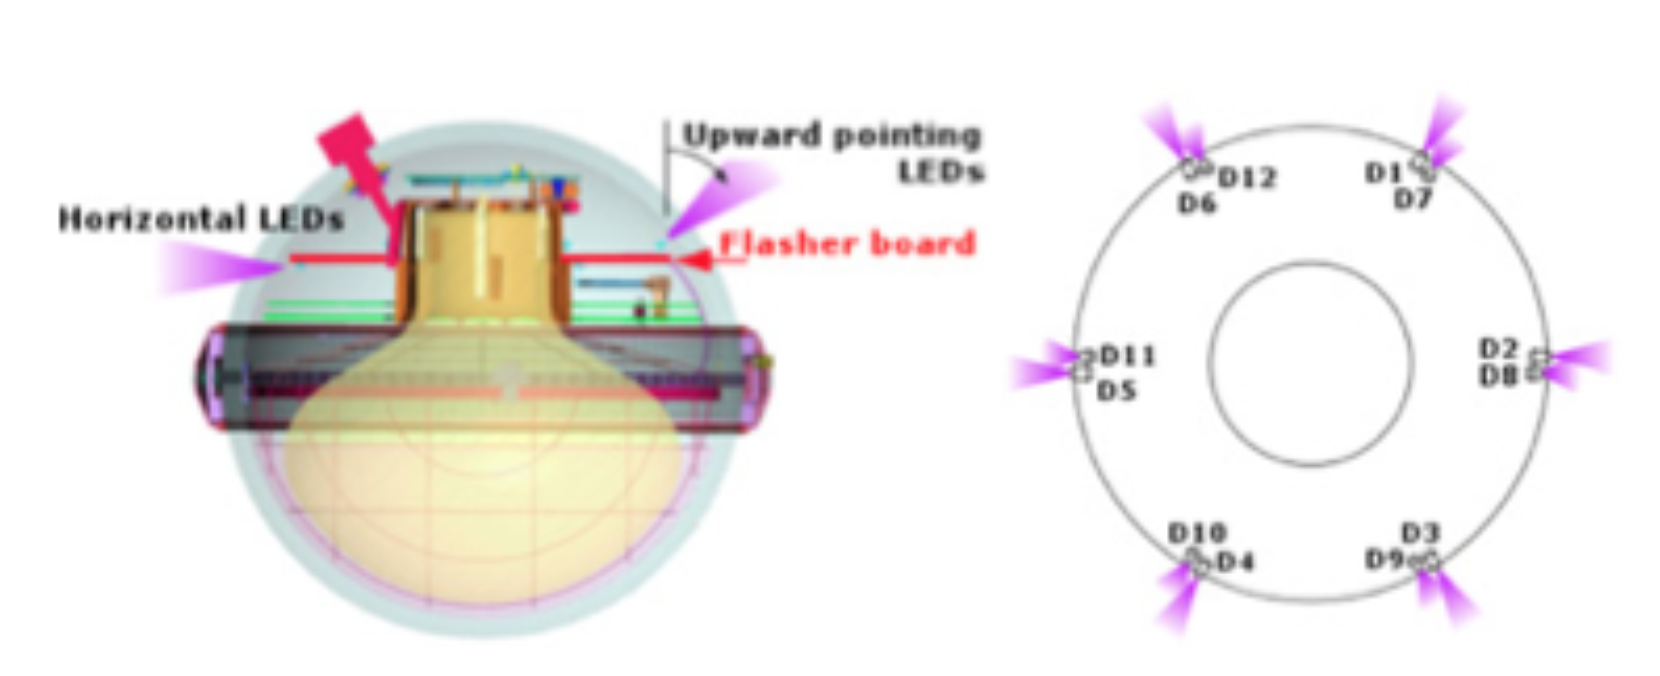 Upward pointing
LEDs
Horizontal LEDs
Flasher board
D12
D6
D1
D7
D11
D5
D2
D8
D10
D4
D3
D9